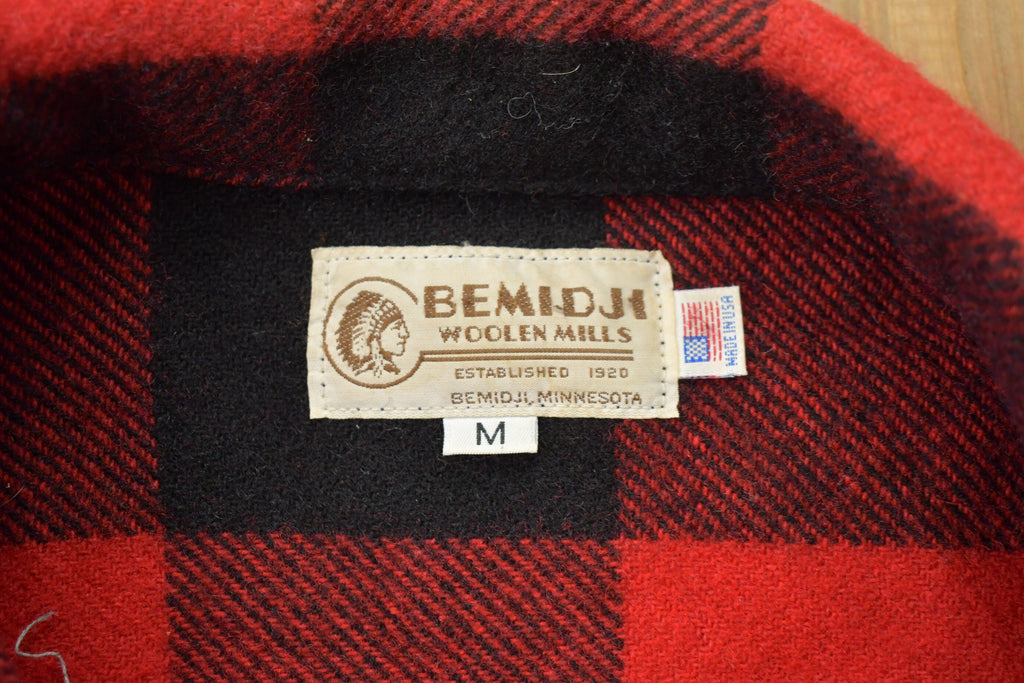 BEMIDJI
WOOLEN MILLS
ESTABLISHED 1920
BEMIDJI, MINNESOTA
MADE IN USA
M